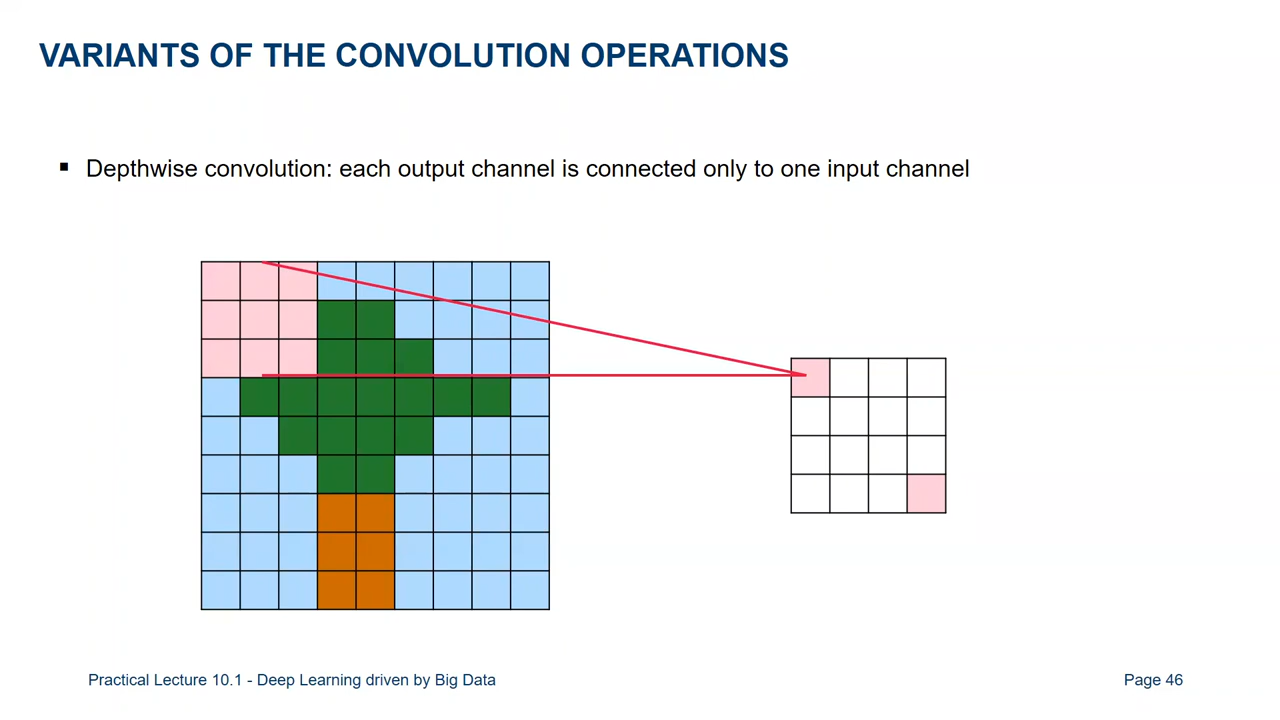 VARIANTS OF THE CONVOLUTION OPERATIONS
▪ Depthwise convolution: each output channel is connected only to one input channel
Practical Lecture 10.1 - Deep Learning driven by Big Data
Page 46